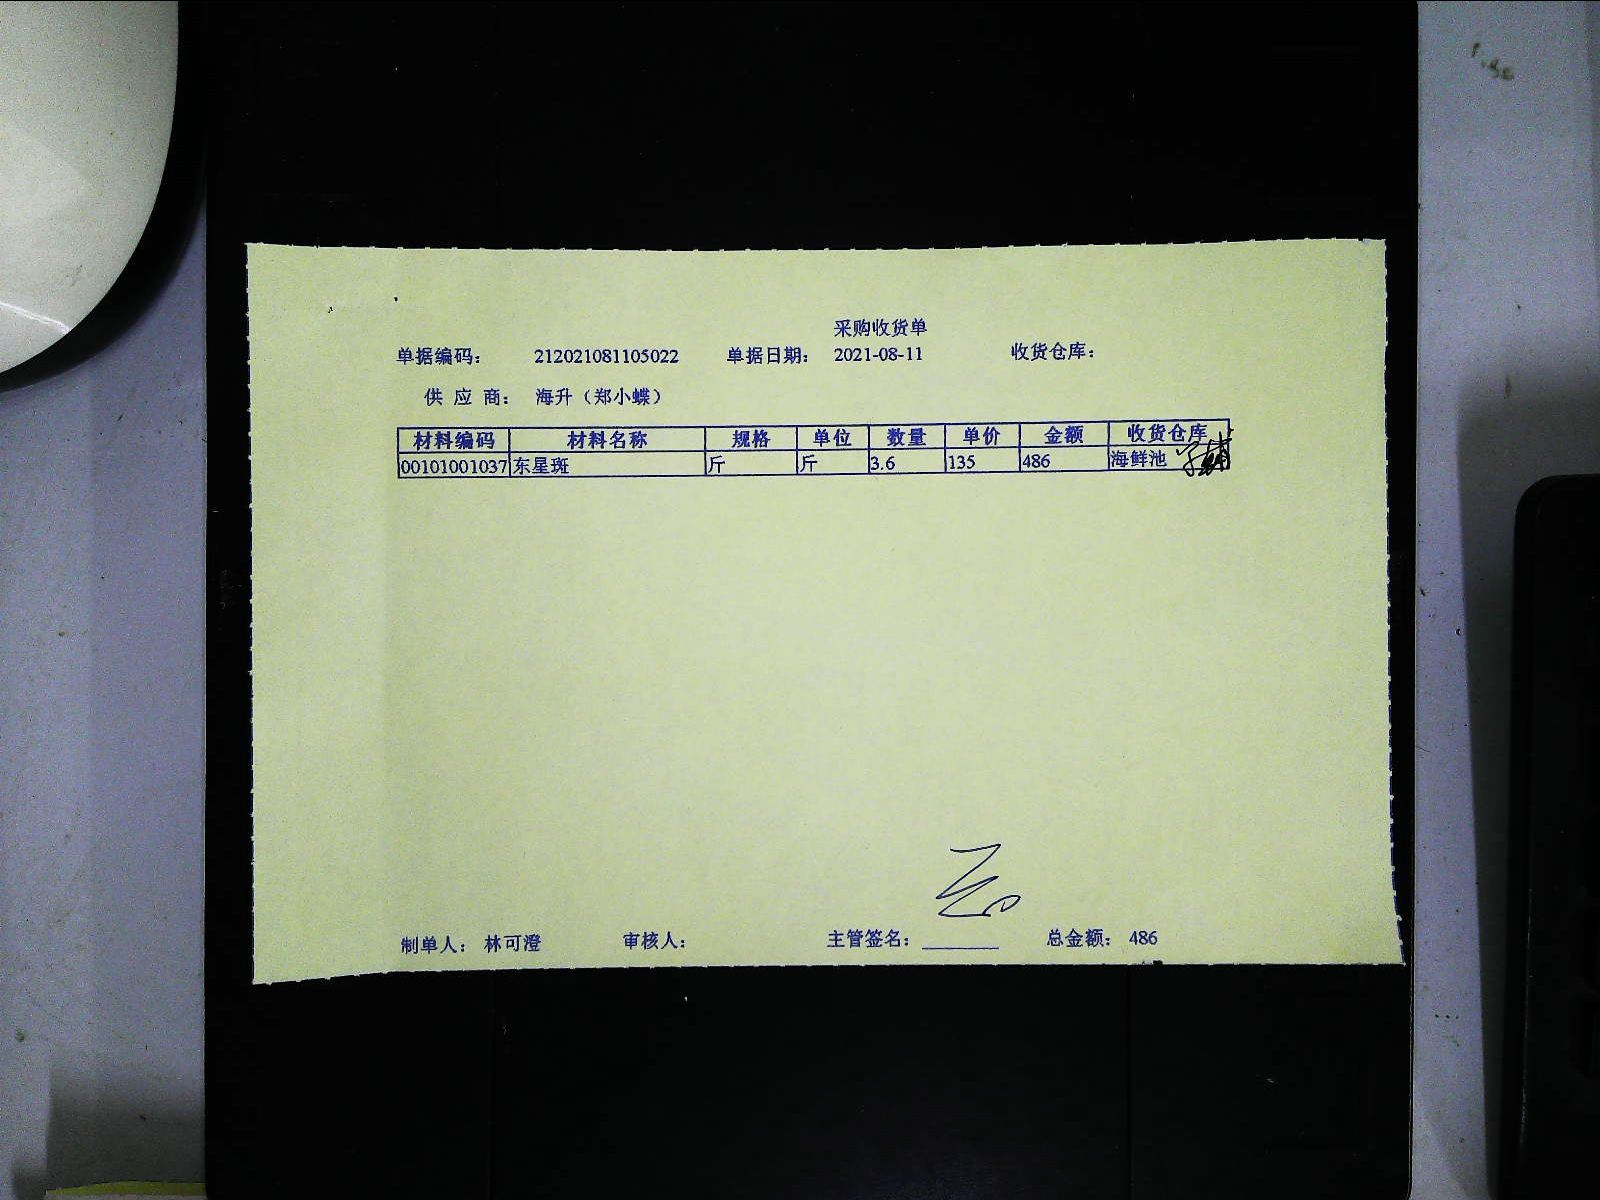 采购收货单
单据编码： 212021081105022 单据日期： 2021-08-11 收货仓库：
供 应 商： 海升（郑小蝶）
材料编码 材料名称 规格 单位 数量 单价 金额 收货仓库
00101001037 东星斑 斤 斤 3.6 135 486 海鲜池
制单人： 林可澄 审核人： 主管签名： 总金额： 486